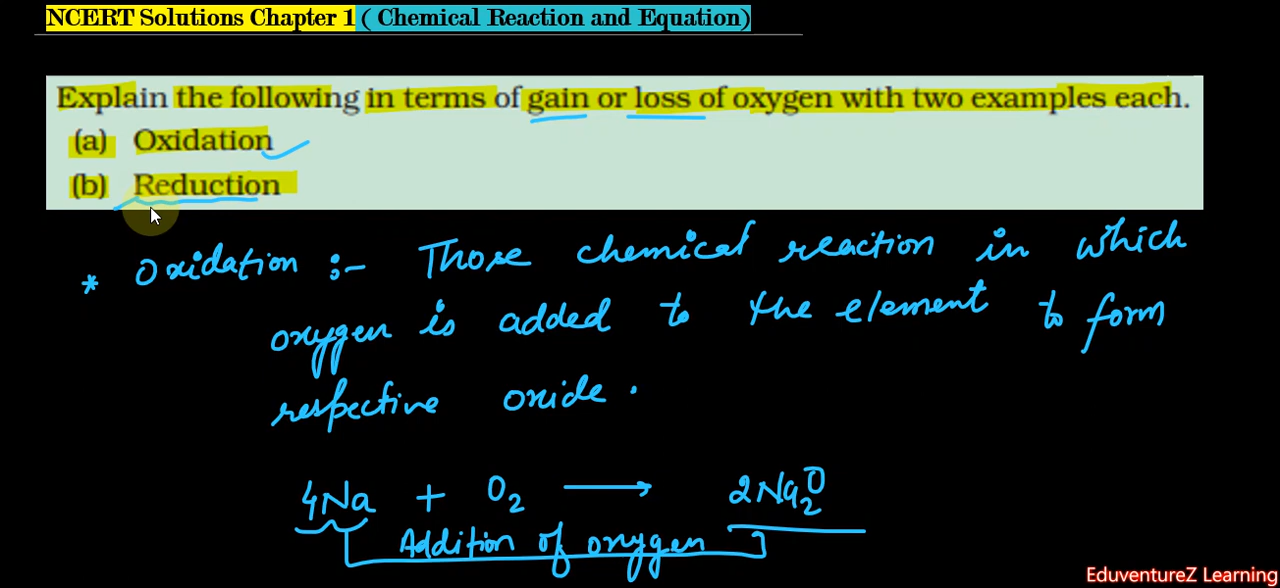 NCERT Solutions Chapter 1 ( Chemical Reaction and Equation)
Explain the following in terms of gain or loss of oxygen with two examples each.
(a) Oxidation
(b) Reduction
* Oxidation :- Those chemical reaction in which
oxygen is added to the element to form
respective oxide .
4Na + O₂ ⟶ 2Na₂O
Addition of oxygen
EduventureZ Learning